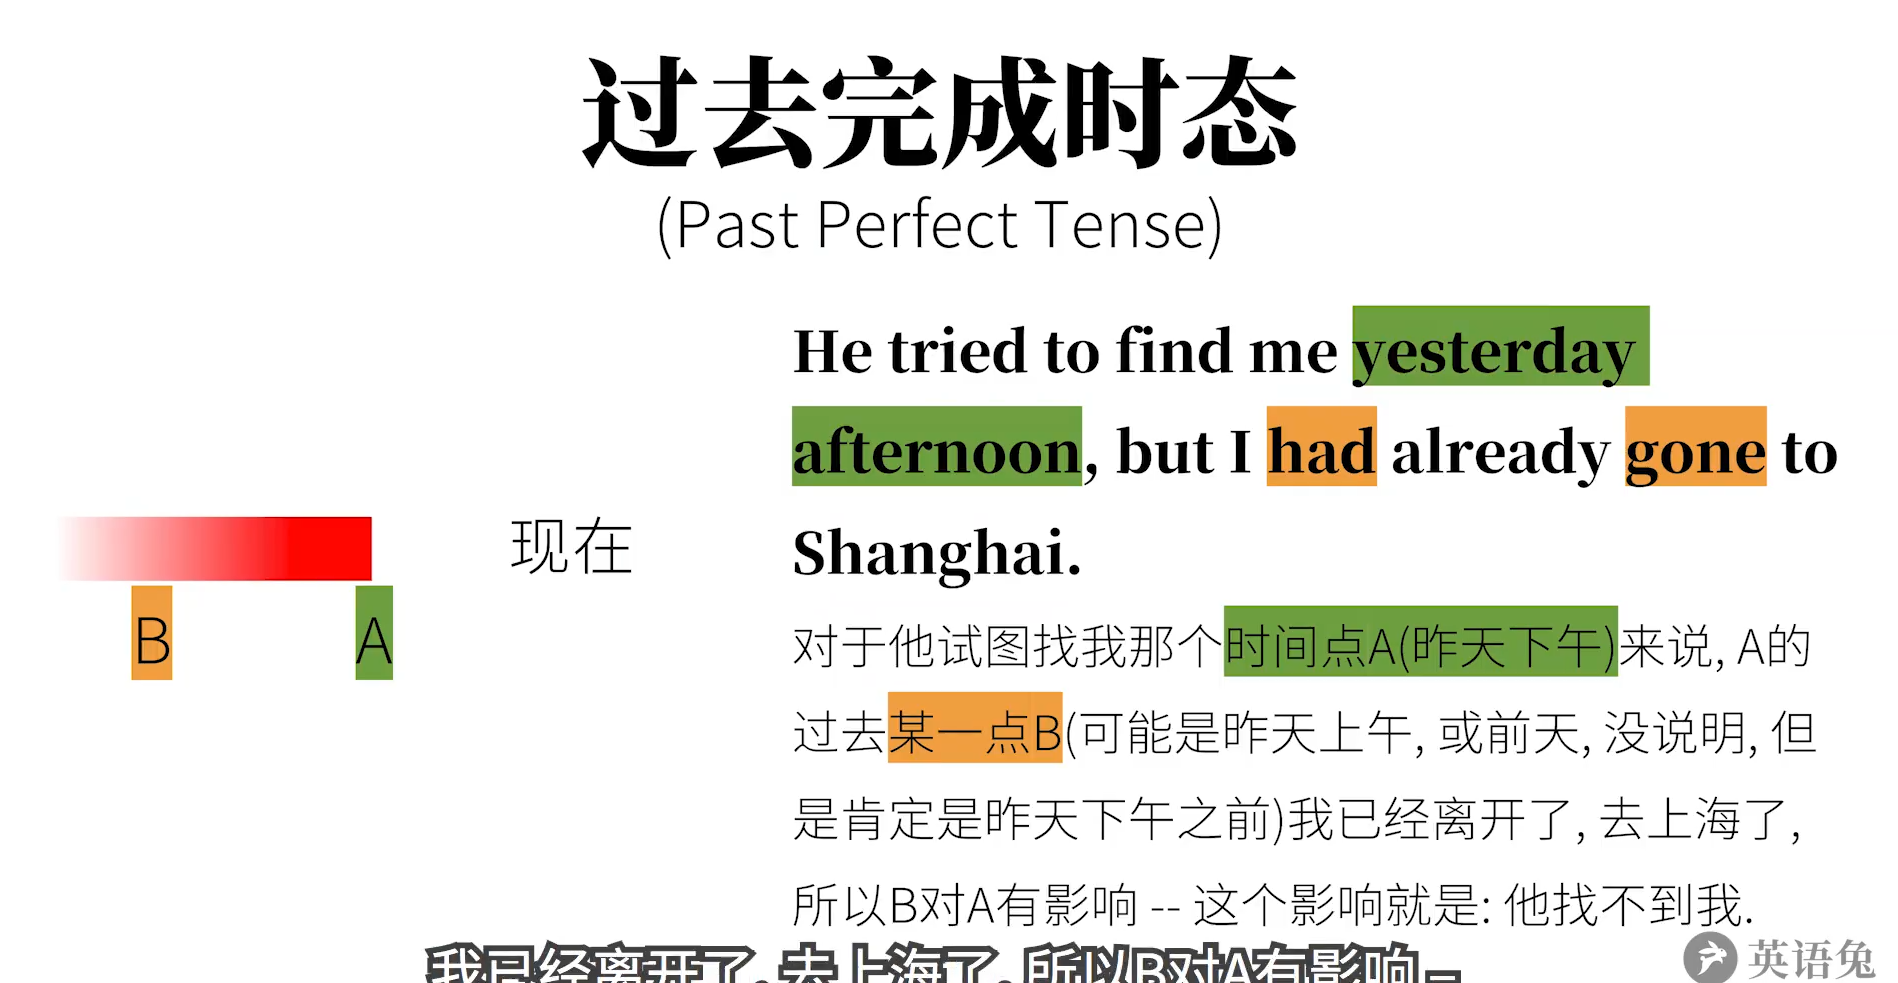 过去完成时态
(Past Perfect Tense)
He tried to find me yesterday
afternoon, but I had already gone to
Shanghai.
现在
B
A
对于他试图找我那个时间点A(昨天下午)来说, A的
过去某一点B(可能是昨天上午, 或前天, 没说明, 但
是肯定是昨天下午之前)我已经离开了, 去上海了,
所以B对A有影响 -- 这个影响就是: 他找不到我.
我已经离开了, 去上海了, 所以B对A有影响 –
英语兔